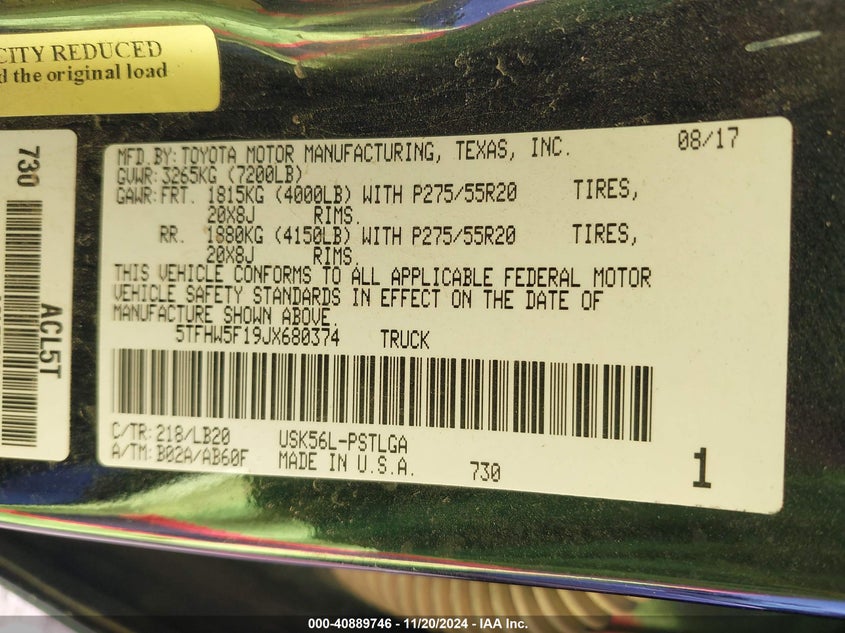 CITY REDUCED
d the original load
730
ACL5T
MFD.BY:TOYOTA MOTOR MANUFACTURING, TEXAS, INC. 08/17
GVWR:3265KG (7200LB)
GAWR:FRT. 1815KG (4000LB) WITH P275/55R20 TIRES,
20X8J RIMS.
RR. 1880KG (4150LB) WITH P275/55R20 TIRES,
20X8J RIMS.
THIS VEHICLE CONFORMS TO ALL APPLICABLE FEDERAL MOTOR
VEHICLE SAFETY STANDARDS IN EFFECT ON THE DATE OF
MANUFACTURE SHOWN ABOVE.
5TFHW5F19JX680374 TRUCK
C/TR:218/LB20 USK56L-PSTLGA
A/TM:B02A/AB60F MADE IN U.S.A. 730
1
000-40889746 - 11/20/2024 - IAA Inc.